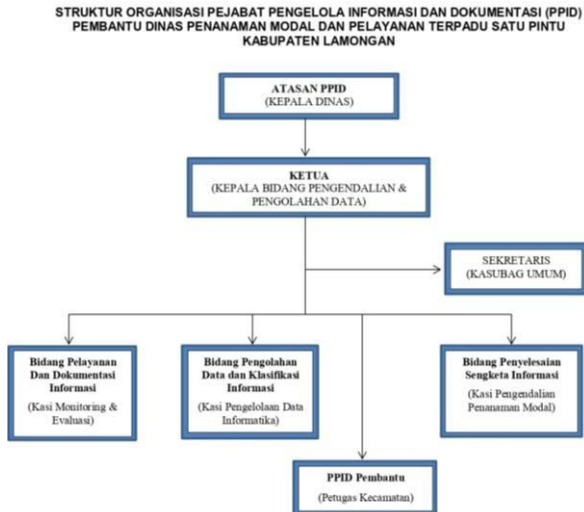 STRUKTUR ORGANISASI PEJABAT PENGELOLA INFORMASI DAN DOKUMENTASI (PPID)
PEMBANTU DINAS PENANAMAN MODAL DAN PELAYANAN TERPADU SATU PINTU
KABUPATEN LAMONGAN
ATASAN PPID
(KEPALA DINAS)
KETUA
(KEPALA BIDANG PENGENDALIAN &
PENGOLAHAN DATA)
SEKRETARIS
(KASUBAG UMUM)
Bidang Pelayanan
Dan Dokumentasi
Informasi
(Kasi Monitoring &
Evaluasi)
Bidang Pengolahan
Data dan Klasifikasi
Informasi
(Kasi Pengelolaan Data
Informatika)
Bidang Penyelesaian
Sengketa Informasi
(Kasi Pengendalian
Penanaman Modal)
PPID Pembantu
(Petugas Kecamatan)